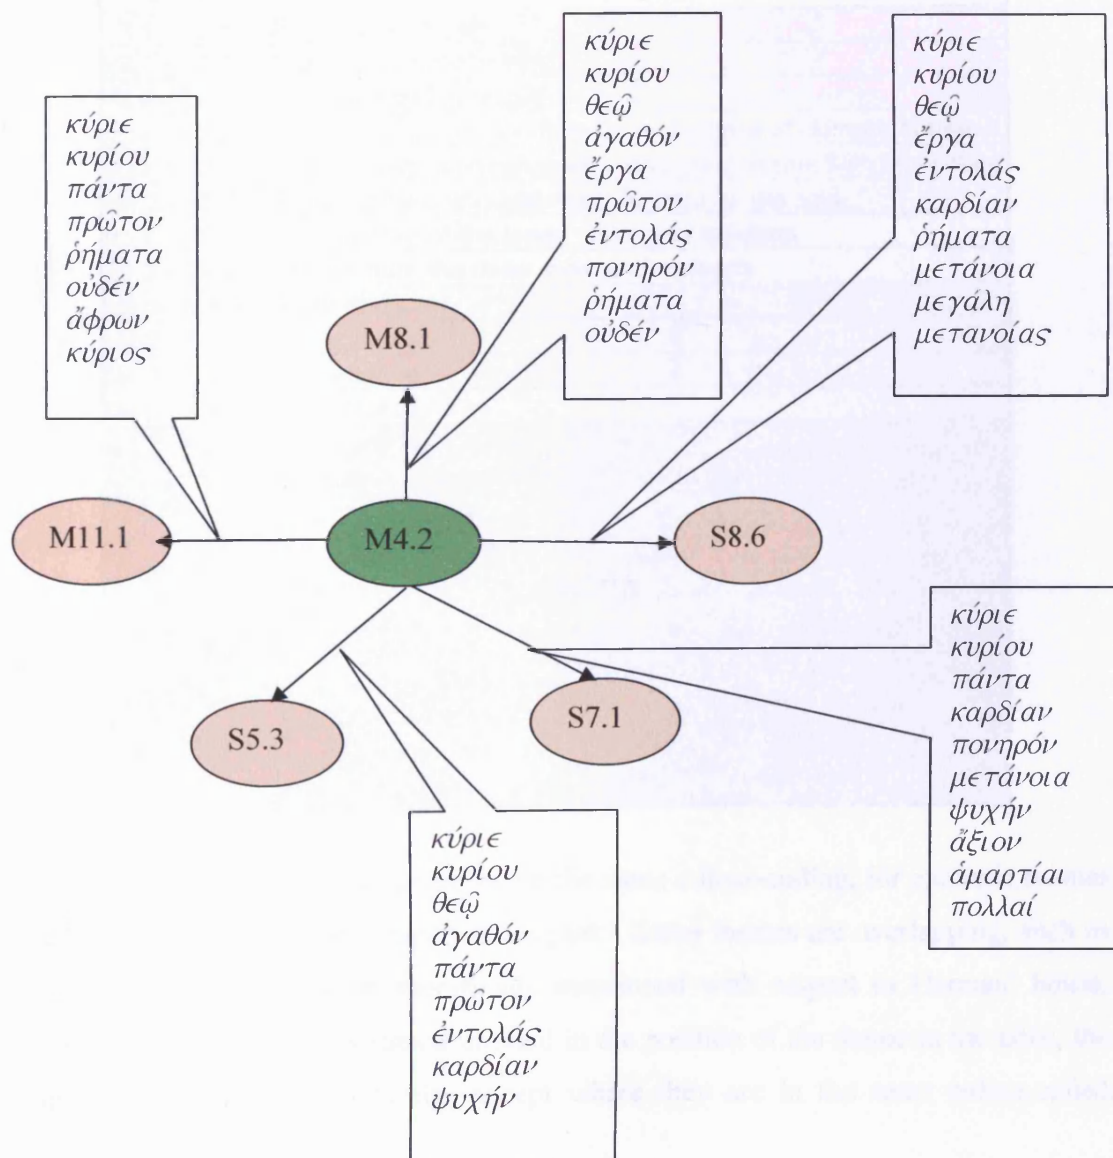 κύριε
κυρίου
πάντα
πρῶτον
ῥήματα
οὐδέν
ἄφρων
κύριος
κύριε
κυρίου
θεῷ
ἀγαθόν
ἔργα
πρῶτον
ἐντολάς
πονηρόν
ῥήματα
οὐδέν
κύριε
κυρίου
θεῷ
ἔργα
ἐντολάς
καρδίαν
ῥήματα
μετάνοια
μεγάλη
μετανοίας
M8.1
M11.1
M4.2
S8.6
S5.3
S7.1
κύριε
κυρίου
πάντα
καρδίαν
πονηρόν
μετάνοια
ψυχήν
ἄξιον
ἁμαρτίαι
πολλαί
κύριε
κυρίου
θεῷ
ἀγαθόν
πάντα
πρῶτον
ἐντολάς
καρδίαν
ψυχήν